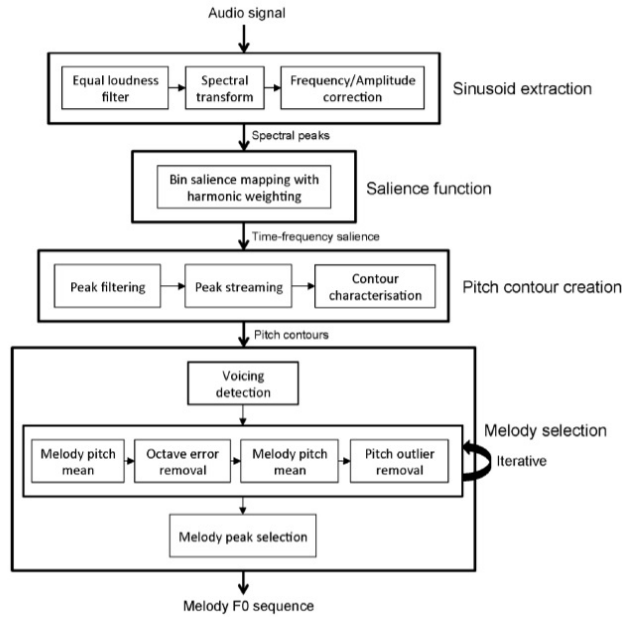 Audio signal
Equal loudness
filter
Spectral
transform
Frequency/Amplitude
correction
Sinusoid extraction
Spectral peaks
Bin salience mapping with
harmonic weighting
Salience function
Time-frequency salience
Peak filtering
Peak streaming
Contour
characterisation
Pitch contour creation
Pitch contours
Voicing
detection
Melody selection
Melody pitch
mean
Octave error
removal
Melody pitch
mean
Pitch outlier
removal
Iterative
Melody peak selection
Melody F0 sequence